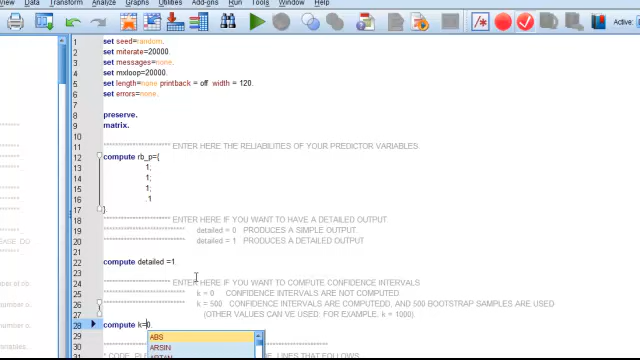 View Data Transform Analyze Graphs Utilities Add-ons Run Tools Window Help
Active:
1 set seed=random.
2 set miterate=20000.
3 set messages=none.
4 set mxloop=20000.
5 set length=none printback = off width = 120.
6 set errors=none.
7
8 preserve.
9 matrix.
10
11 *********************** ENTER HERE THE RELIABILITIES OF YOUR PREDICTOR VARIABLES
12 compute rb_p={
13 1;
14 1;
15 1;
16 .1
17 }.
18 *********************** ENTER HERE IF YOU WANT TO HAVE A DETAILED OUTPUT.
19 *********************** detailed = 0 PRODUCES A SIMPLE OUTPUT.
20 *********************** detailed = 1 PRODUCES A DETAILED OUTPUT
21
22 compute detailed =1.
23
24 *********************** ENTER HERE IF YOU WANT TO COMPUTE CONFIDENCE INTERVALS
25 *********************** k = 0 CONFIDENCE INTERVALS ARE NOT COMPUTED
26 *********************** k = 500 CONFIDENCE INTERVALS ARE COMPUTEDD, AND 500 BOOTSTRAP SAMPLES ARE USED
27 (OTHER VALUES CAN VE USED: FOR EXAMPLE, k = 1000).
28 compute k=0.
29 ABS
30 ARSIN
31